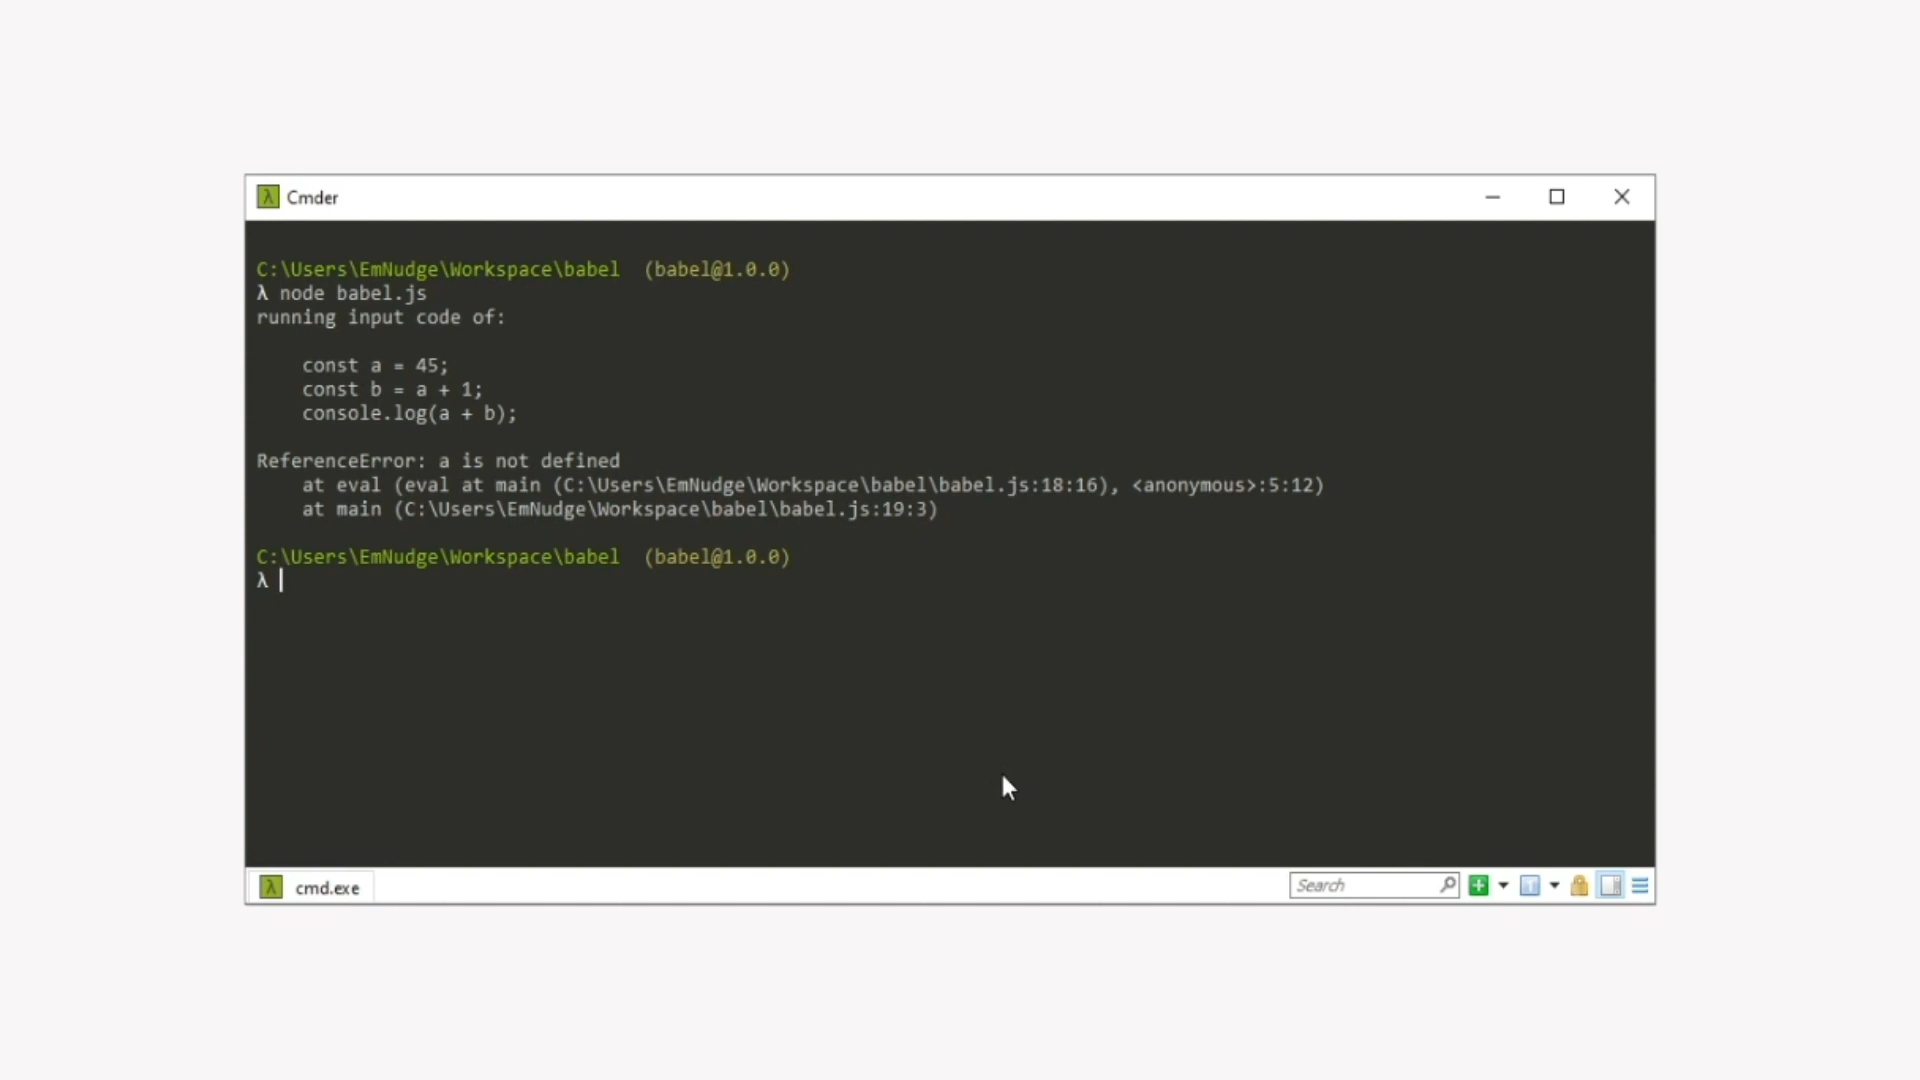 Cmder
C:\Users\EmNudge\Workspace\babel  (babel@1.0.0)
λ node babel.js
running input code of:
    const a = 45;
    const b = a + 1;
    console.log(a + b);
ReferenceError: a is not defined
    at eval (eval at main (C:\Users\EmNudge\Workspace\babel\babel.js:18:16), <anonymous>:5:12)
    at main (C:\Users\EmNudge\Workspace\babel\babel.js:19:3)
C:\Users\EmNudge\Workspace\babel  (babel@1.0.0)
λ
λ cmd.exe
Search